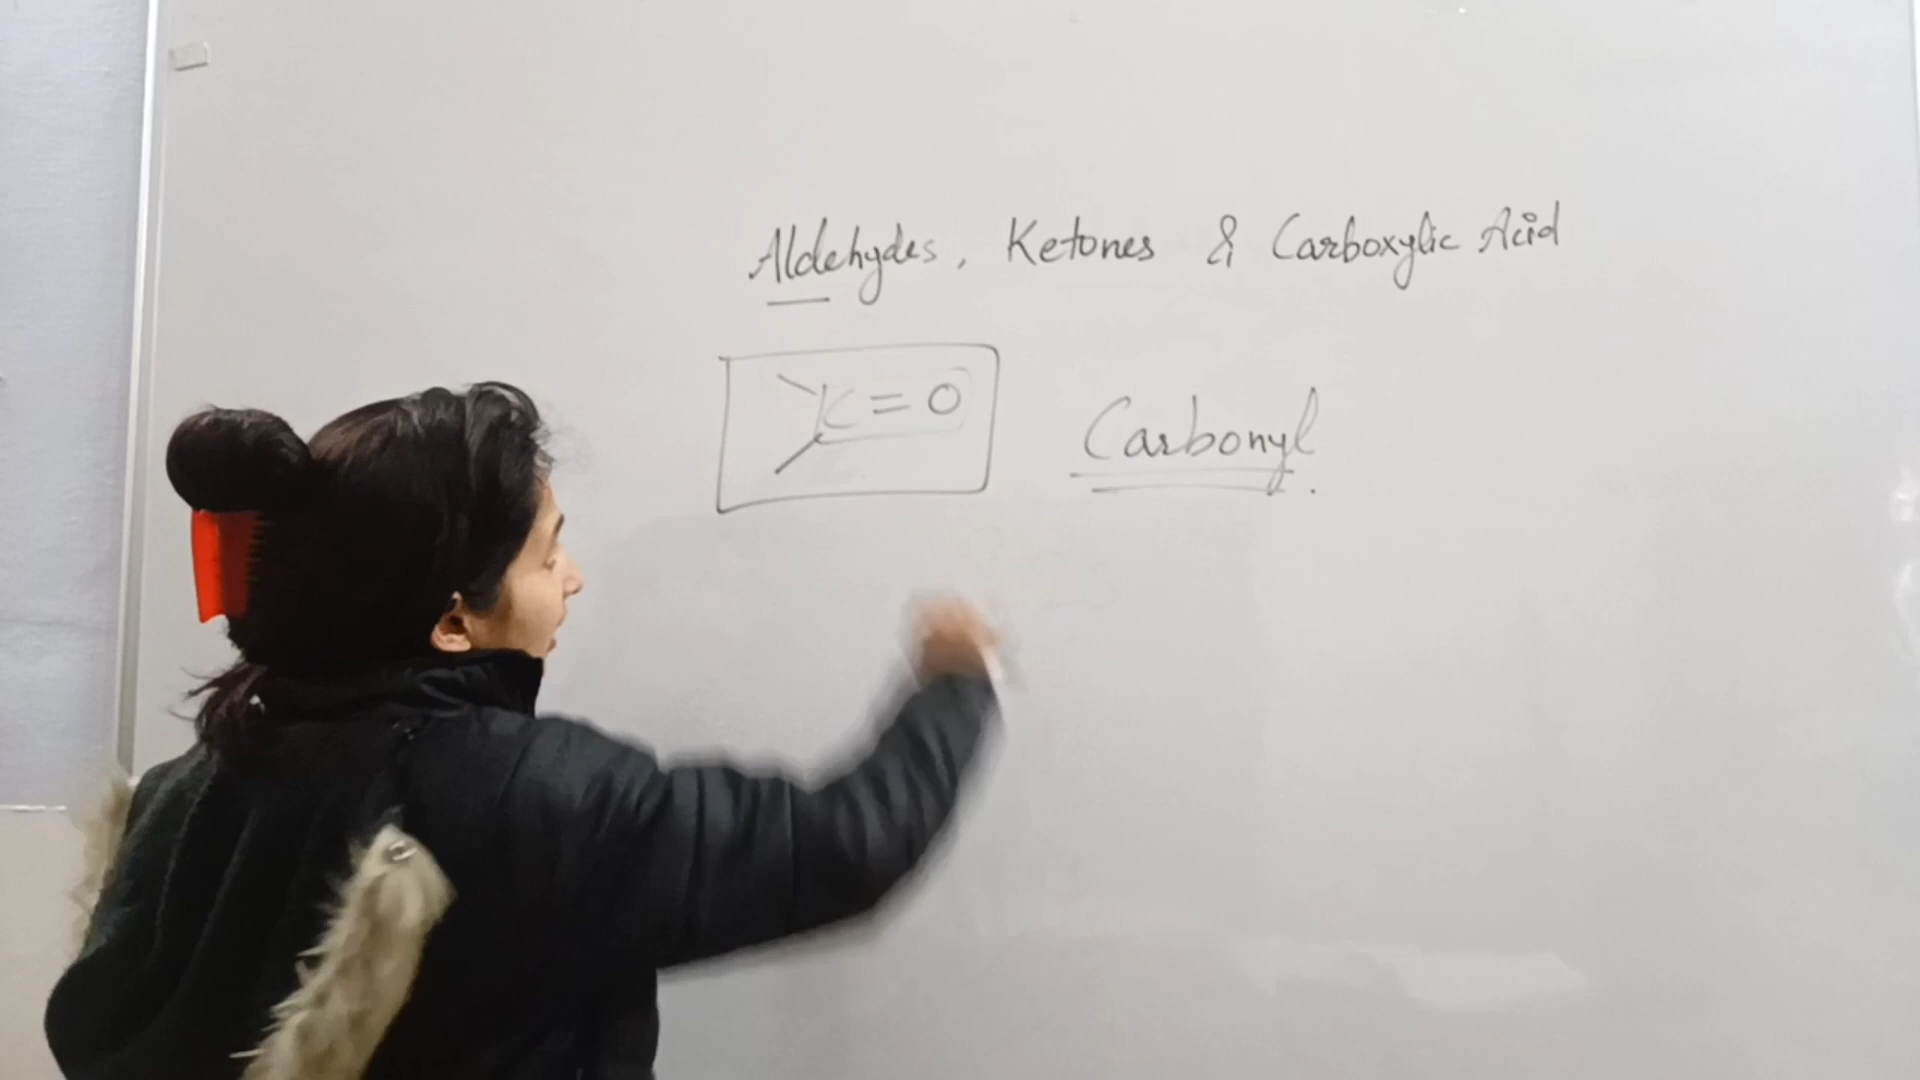 Aldehydes, Ketones & Carboxylic Acid
C = O Carbonyl.